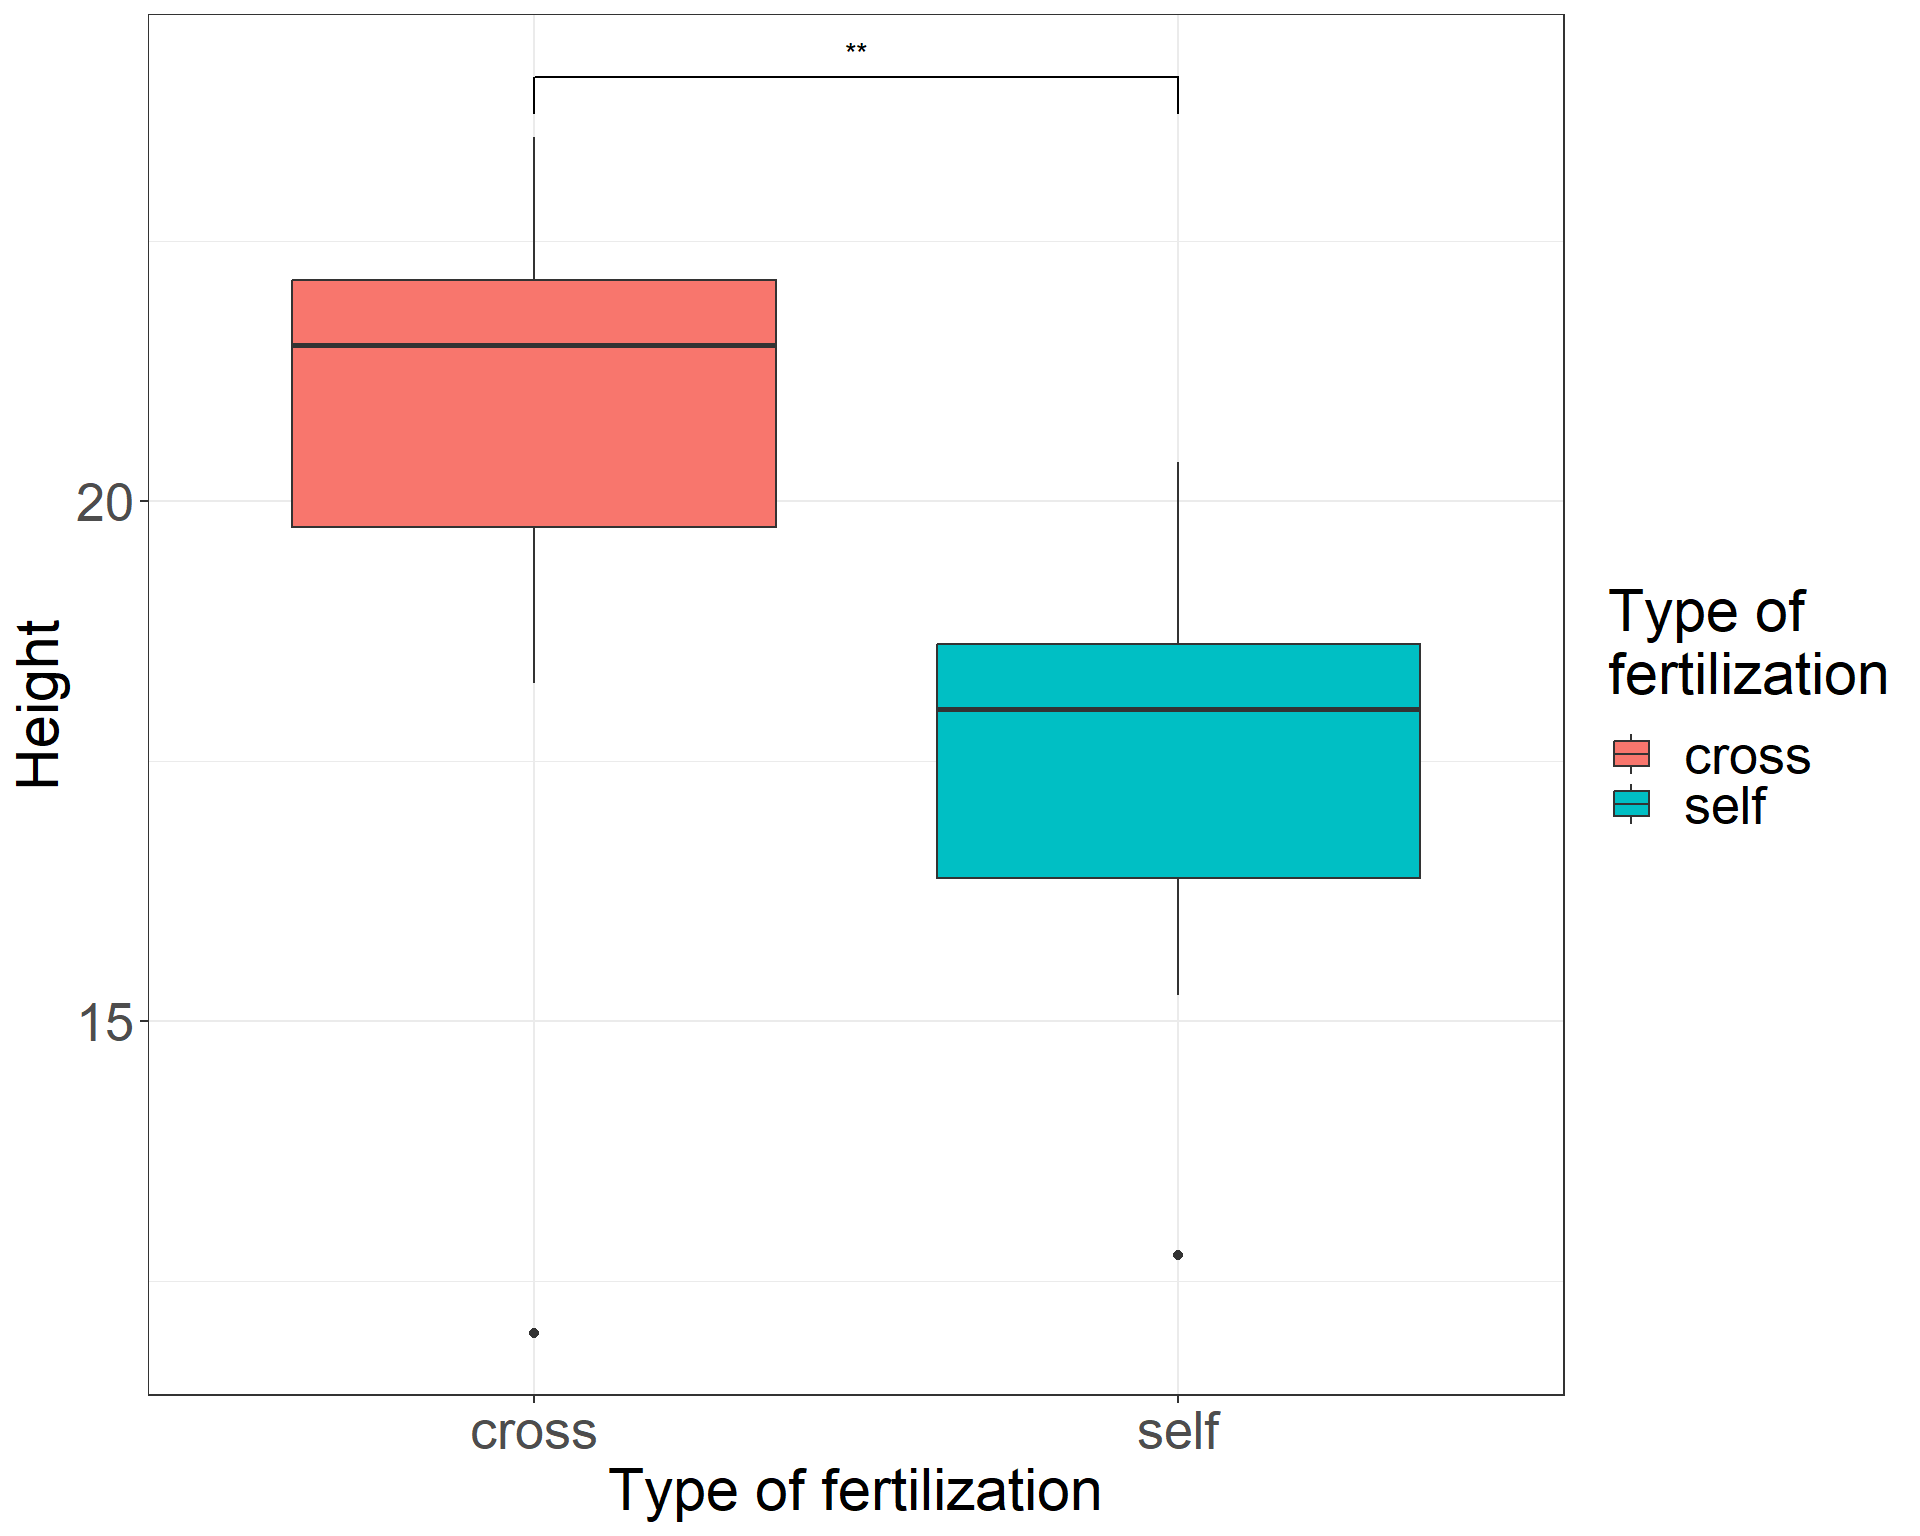 **
20
15
Height
cross
self
Type of fertilization
Type of
fertilization
cross
self